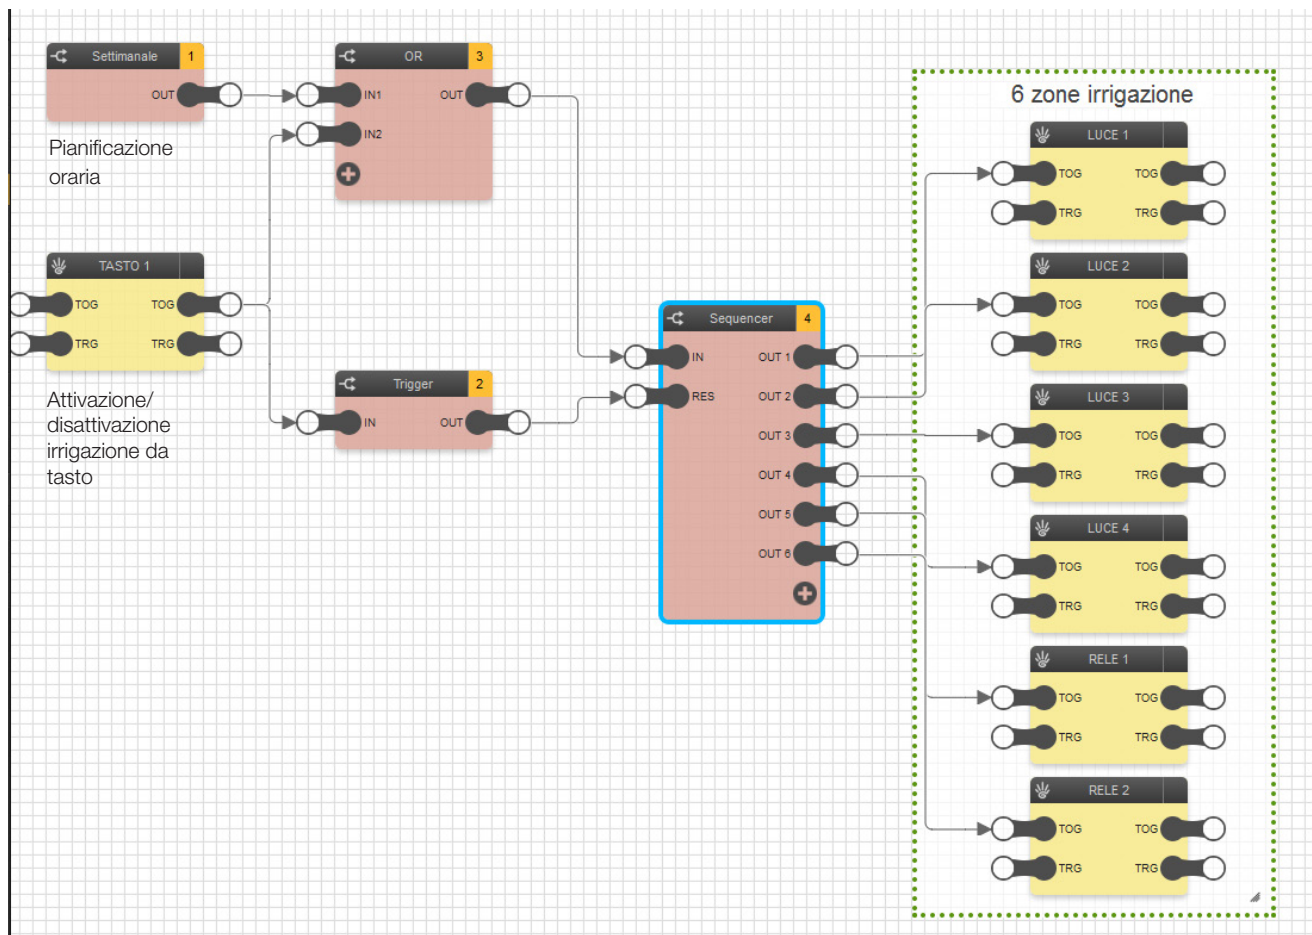 Settimanale 1
OUT
Pianificazione
oraria
OR 3
IN1 OUT
IN2
TASTO 1
TOG TOG
TRG TRG
Attivazione/
disattivazione
irrigazione da
tasto
Trigger 2
IN OUT
Sequencer 4
IN OUT 1
RES OUT 2
OUT 3
OUT 4
OUT 5
OUT 6
6 zone irrigazione
LUCE 1
TOG TOG
TRG TRG
LUCE 2
TOG TOG
TRG TRG
LUCE 3
TOG TOG
TRG TRG
LUCE 4
TOG TOG
TRG TRG
RELE 1
TOG TOG
TRG TRG
RELE 2
TOG TOG
TRG TRG